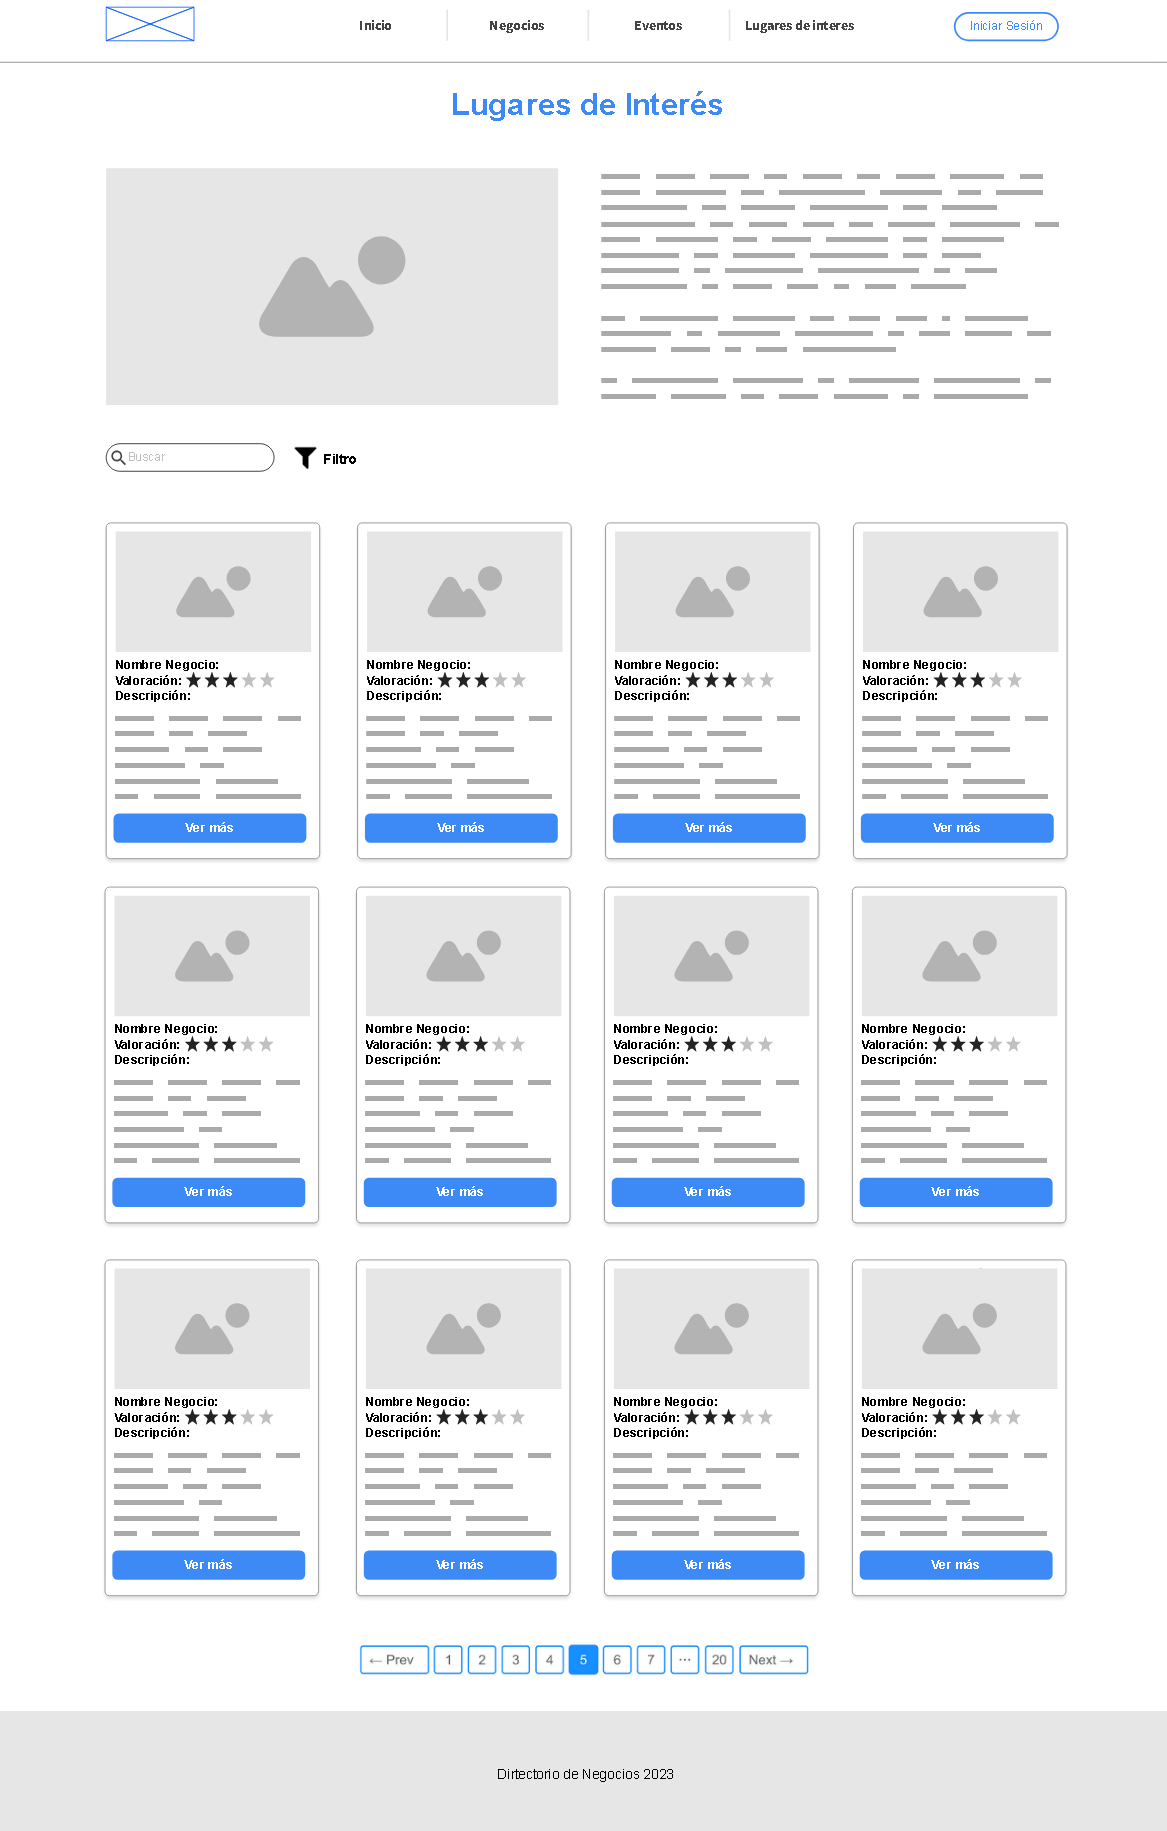 Inicio Negocios Eventos Lugares de interes Iniciar Sesión
Lugares de Interés
Buscar Filtro
Nombre Negocio: Nombre Negocio: Nombre Negocio: Nombre Negocio:
Valoración: Valoración: Valoración: Valoración:
Descripción: Descripción: Descripción: Descripción:
Ver más Ver más Ver más Ver más
Nombre Negocio: Nombre Negocio: Nombre Negocio: Nombre Negocio:
Valoración: Valoración: Valoración: Valoración:
Descripción: Descripción: Descripción: Descripción:
Ver más Ver más Ver más Ver más
Nombre Negocio: Nombre Negocio: Nombre Negocio: Nombre Negocio:
Valoración: Valoración: Valoración: Valoración:
Descripción: Descripción: Descripción: Descripción:
Ver más Ver más Ver más Ver más
← Prev 1 2 3 4 5 6 7 ··· 20 Next →
Dirtectorio de Negocios 2023